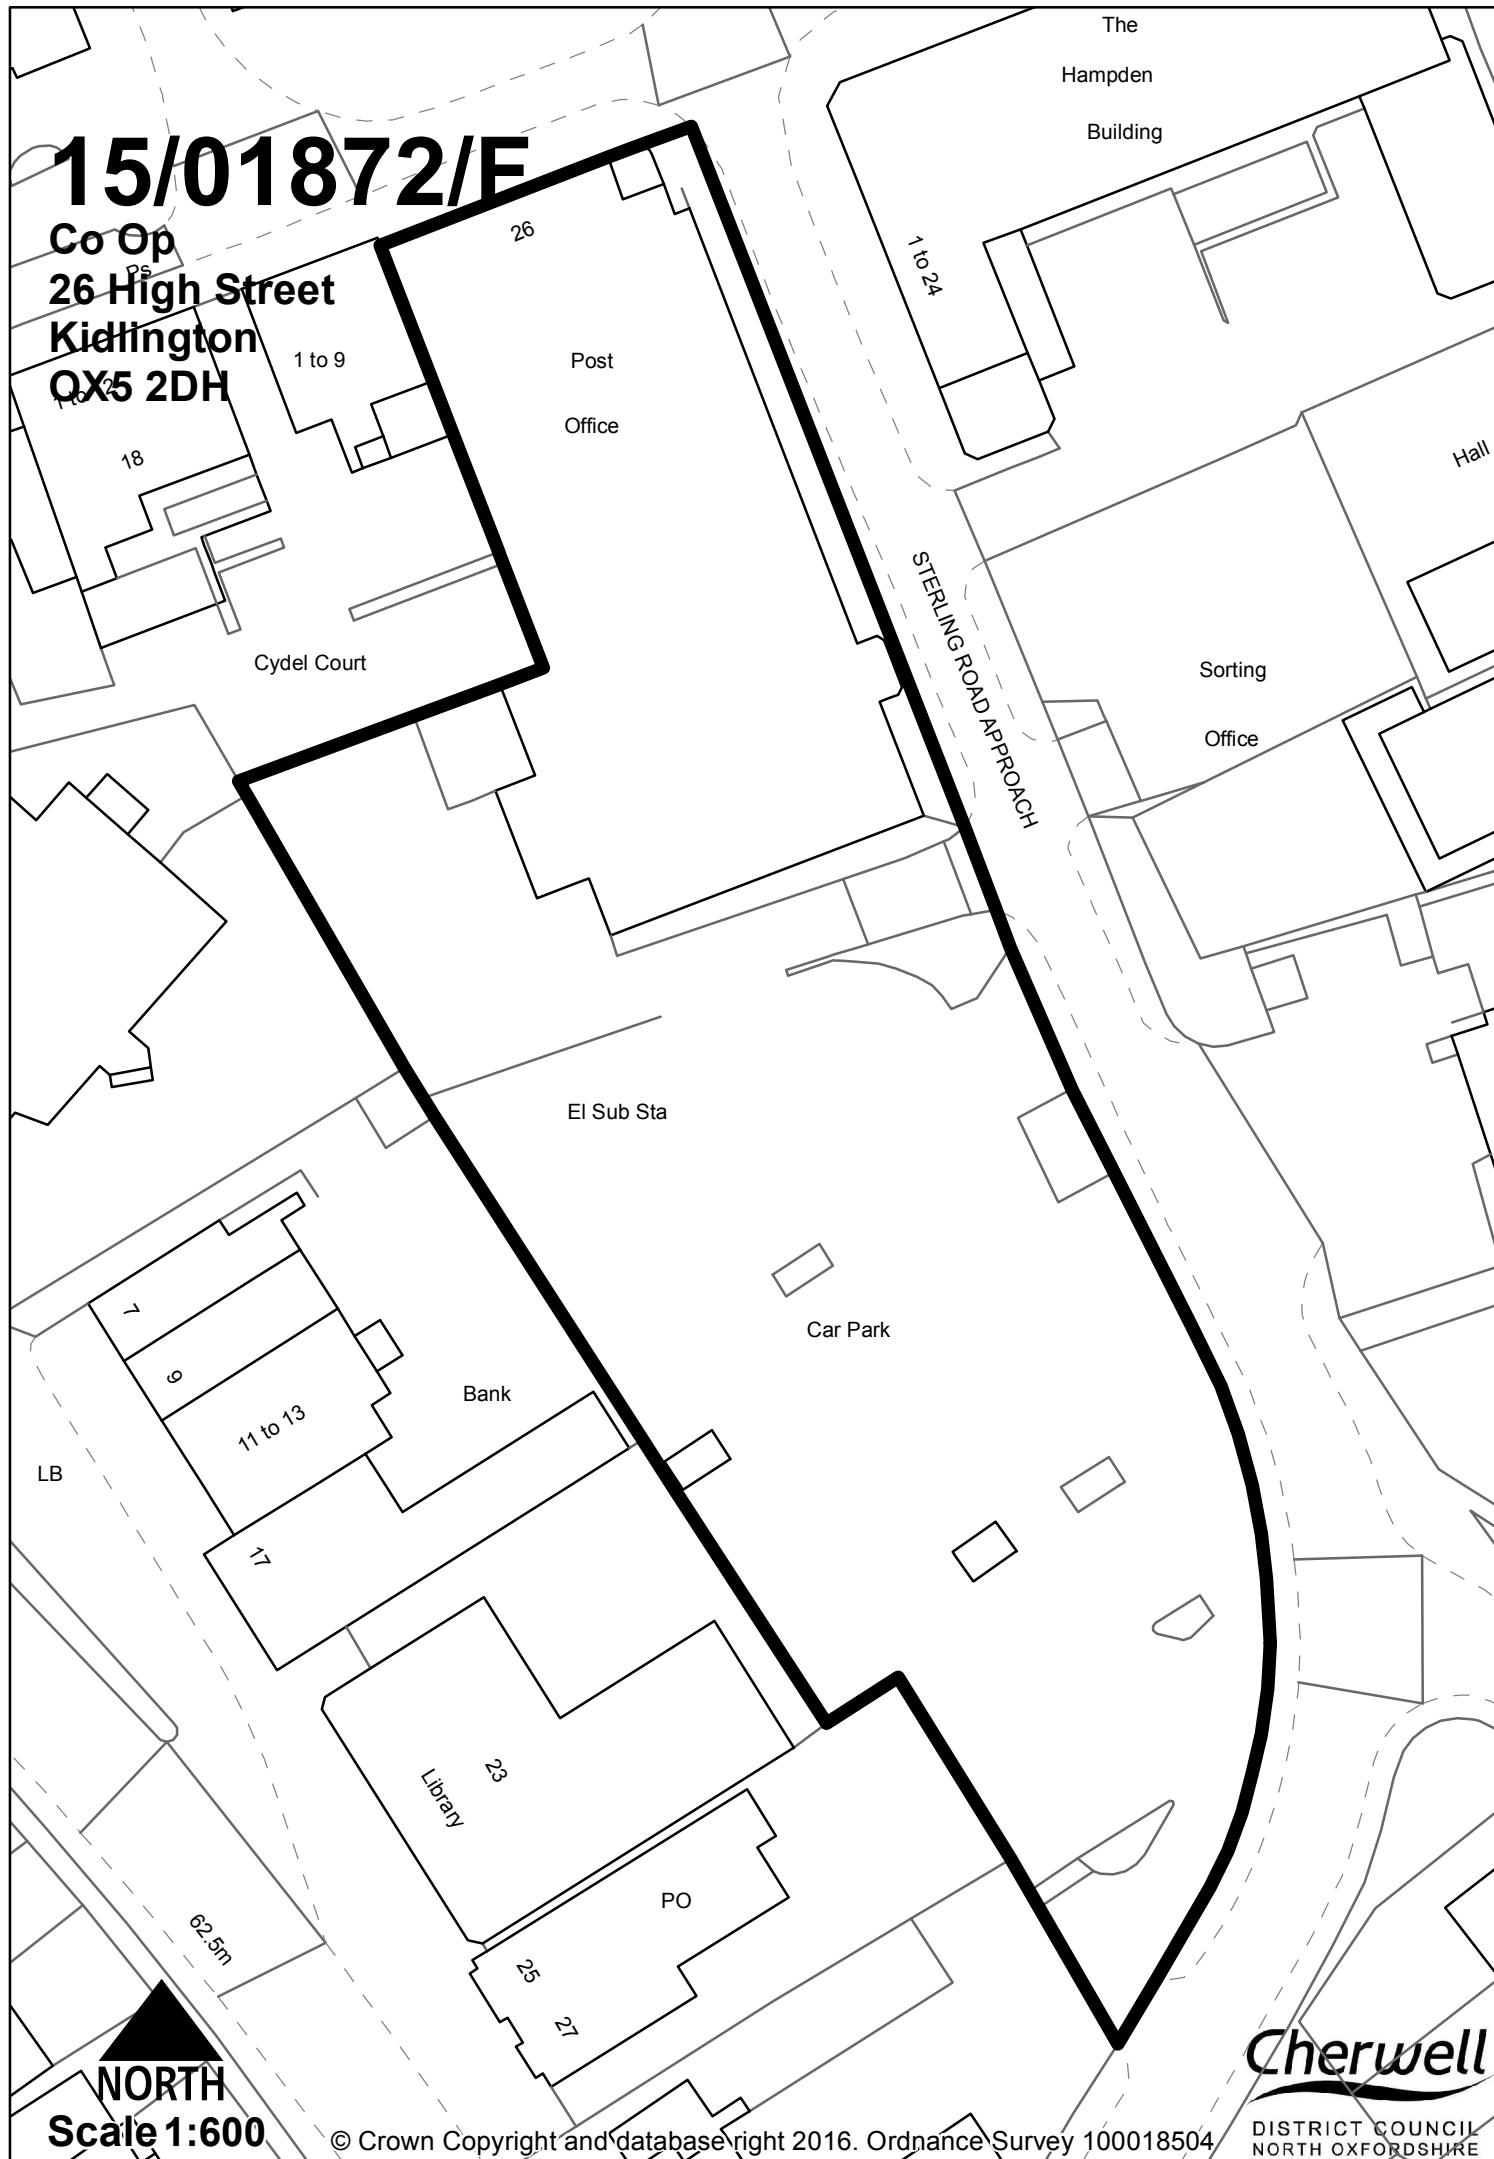 The
Hampden
Building
15/01872/F
Co Op
26 High Street
Kidlington
OX5 2DH
Ps
26
1 to 24
1 to 9
Post
Office
18
Hall
STERLING ROAD APPROACH
Cydel Court
Sorting
Office
El Sub Sta
7
9
11 to 13
Car Park
Bank
LB
17
Library
23
PO
25
27
62.5m
NORTH
Scale 1:600
© Crown Copyright and database right 2016. Ordnance Survey 100018504
Cherwell
DISTRICT COUNCIL
NORTH OXFORDSHIRE